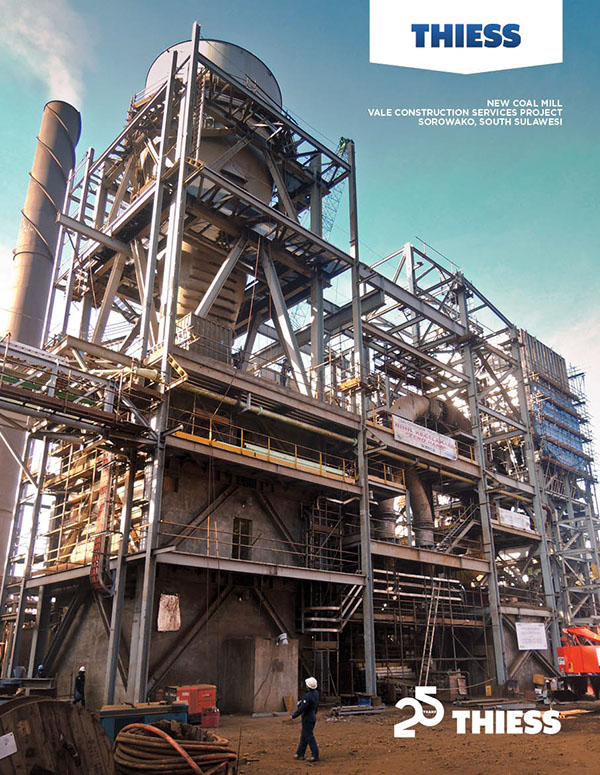 THIESS
NEW COAL MILL
VALE CONSTRUCTION SERVICES PROJECT
SOROWAKO, SOUTH SULAWESI
25
YEARS
THIESS